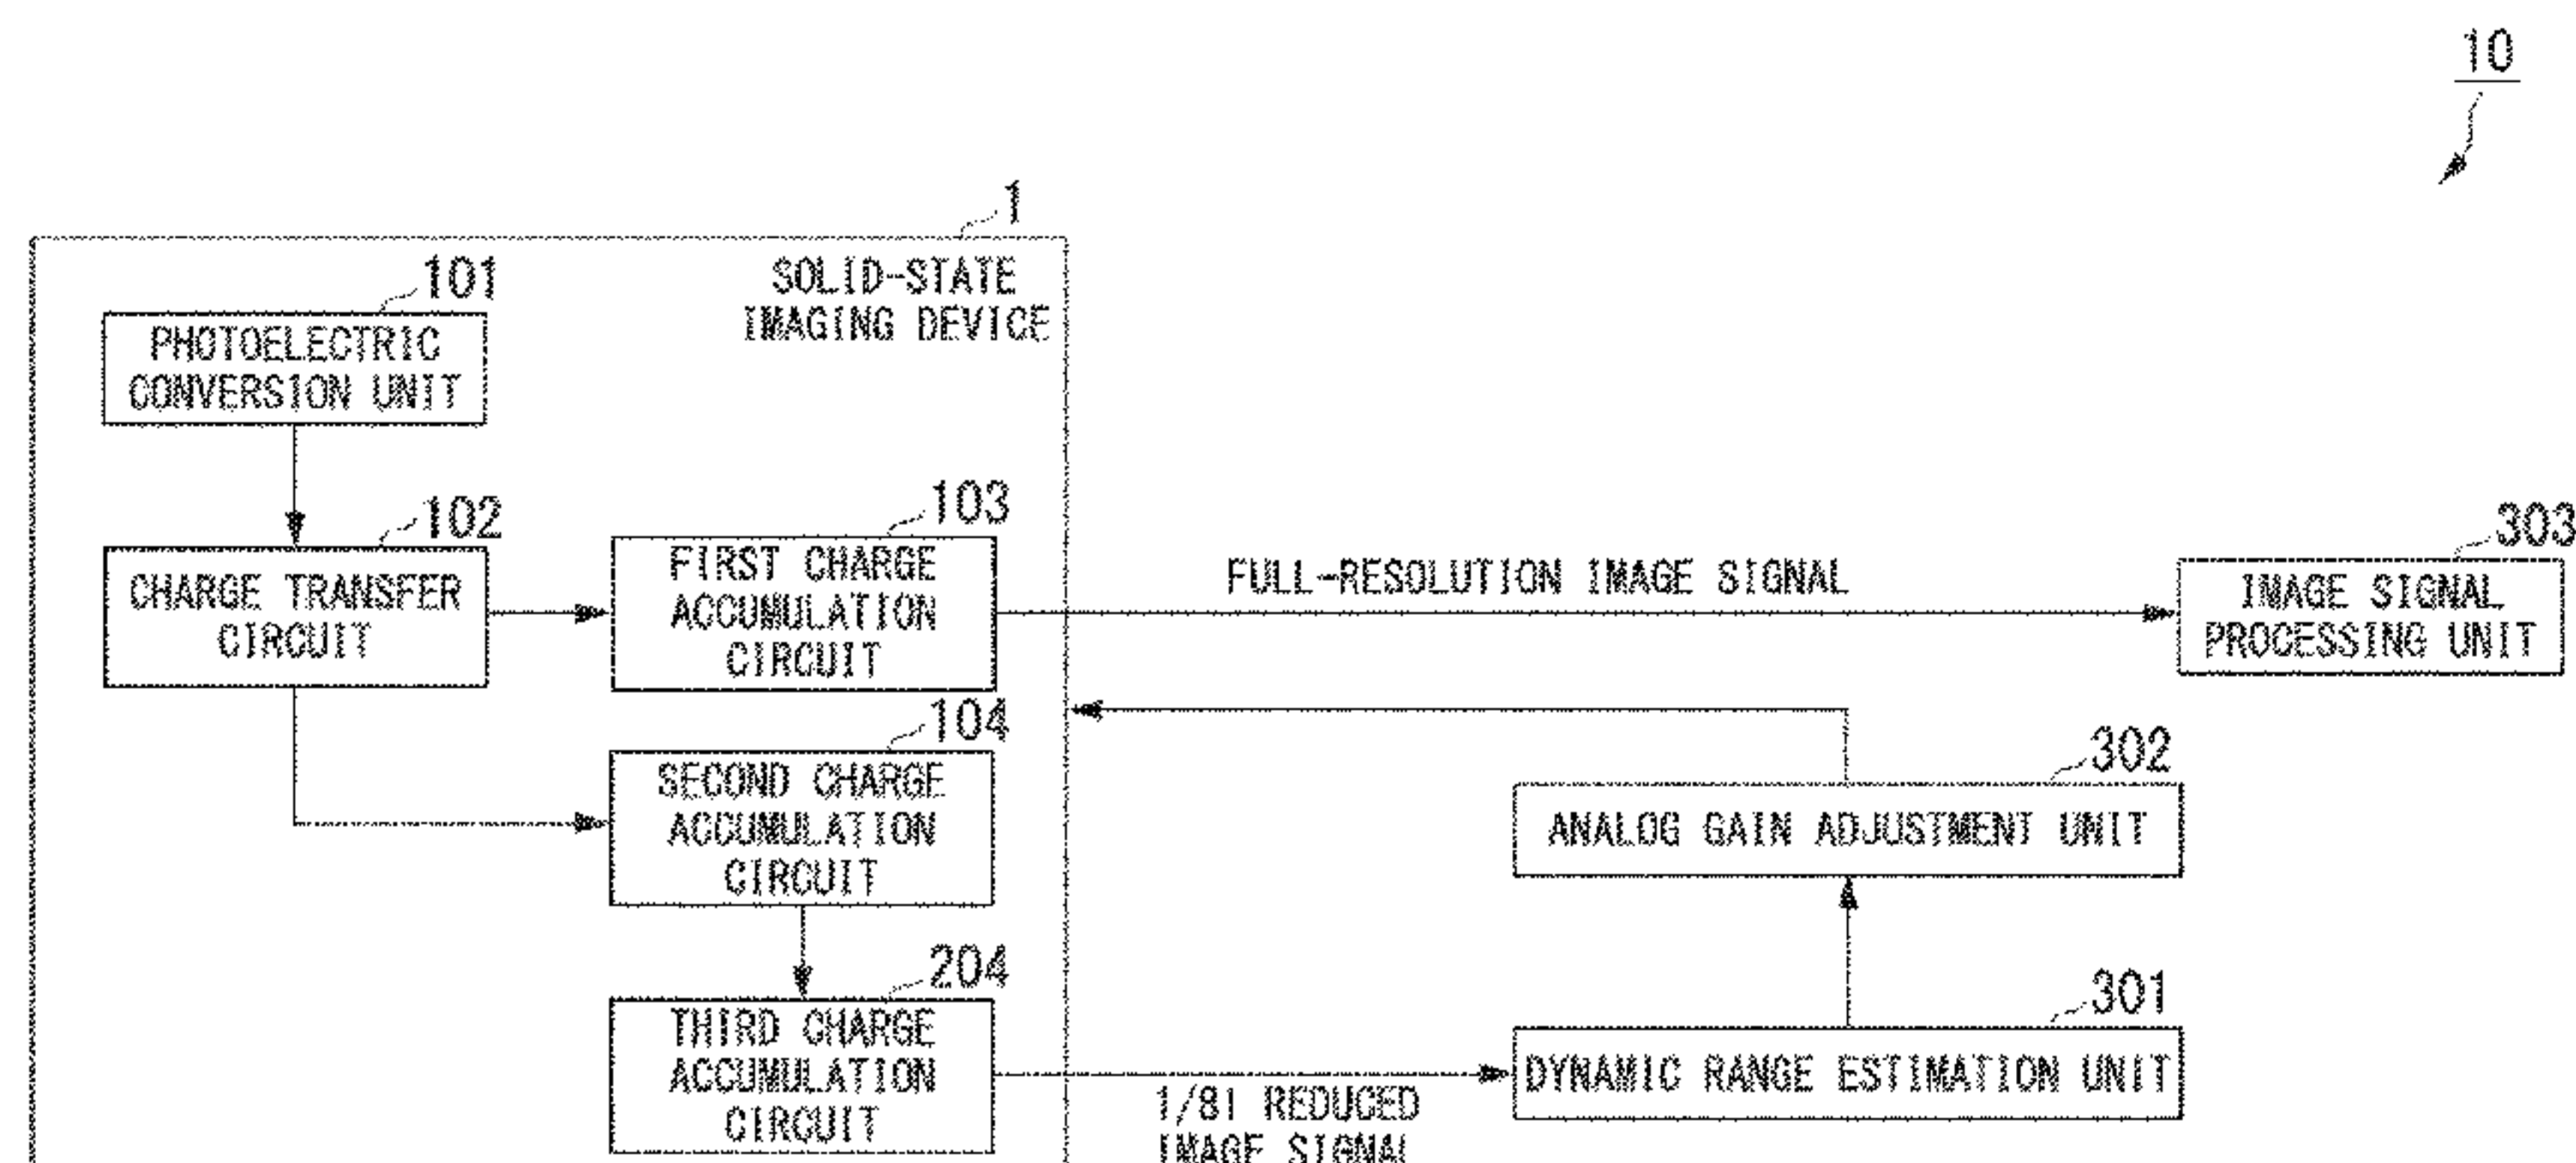 10
1
SOLID-STATE
IMAGING DEVICE
101
PHOTOELECTRIC
CONVERSION UNIT
102
CHARGE TRANSFER
CIRCUIT
103
FIRST CHARGE
ACCUMULATION
CIRCUIT
FULL-RESOLUTION IMAGE SIGNAL
303
IMAGE SIGNAL
PROCESSING UNIT
104
SECOND CHARGE
ACCUMULATION
CIRCUIT
302
ANALOG GAIN ADJUSTMENT UNIT
204
THIRD CHARGE
ACCUMULATION
CIRCUIT
1/81 REDUCED
IMAGE SIGNAL
301
DYNAMIC RANGE ESTIMATION UNIT